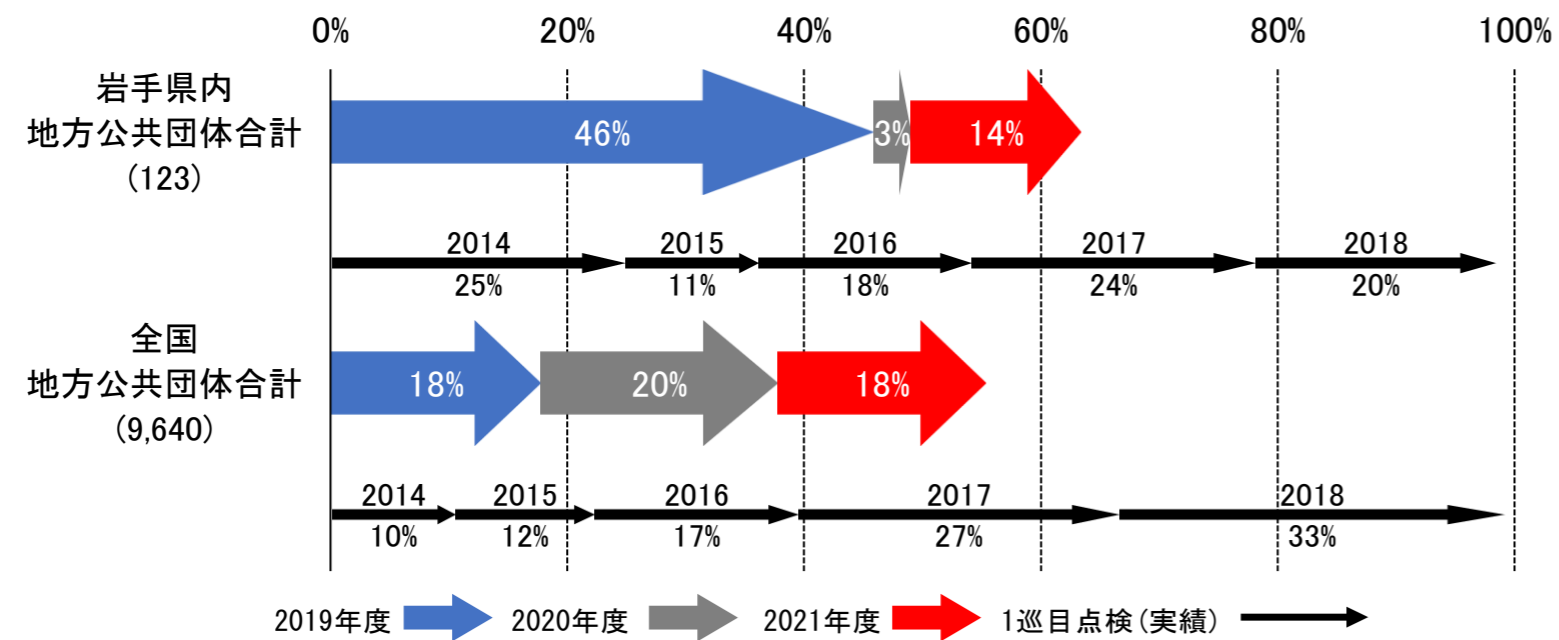 0% 20% 40% 60% 80% 100%
岩手県内
地方公共団体合計
(123)
46% 3% 14%
2014 2015 2016 2017 2018
25% 11% 18% 24% 20%
全国
地方公共団体合計
(9,640)
18% 20% 18%
2014 2015 2016 2017 2018
10% 12% 17% 27% 33%
2019年度 2020年度 2021年度 1巡目点検(実績)